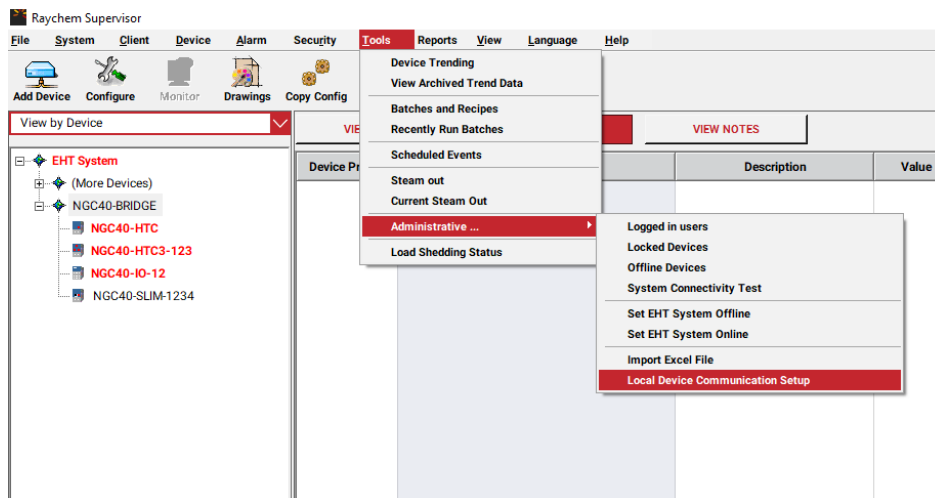 Raychem Supervisor
File System Client Device Alarm Security Tools Reports View Language Help
Add Device Configure Monitor Drawings Copy Config
View by Device
EHT System
(More Devices)
NGC40-BRIDGE
NGC40-HTC
NGC40-HTC3-123
NGC40-IO-12
NGC40-SLIM-1234
Device Trending
View Archived Trend Data
Batches and Recipes
Recently Run Batches
Scheduled Events
Steam out
Current Steam Out
Administrative ...
Load Shedding Status
Logged in users
Locked Devices
Offline Devices
System Connectivity Test
Set EHT System Offline
Set EHT System Online
Import Excel File
Local Device Communication Setup
VIE
VIEW NOTES
Device Pr
Description Value